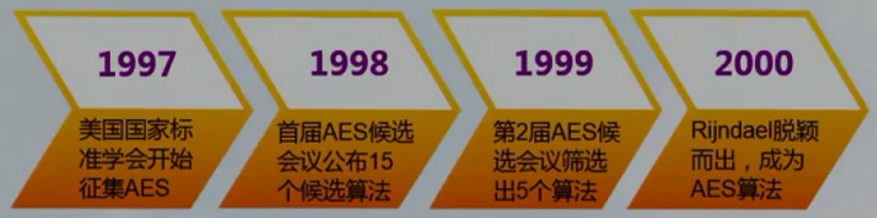 1997
美国国家标
准学会开始
征集AES
1998
首届AES候选
会议公布15
个候选算法
1999
第2届AES候
选会议筛选
出5个算法
2000
Rijndael脱颖
而出，成为
AES算法